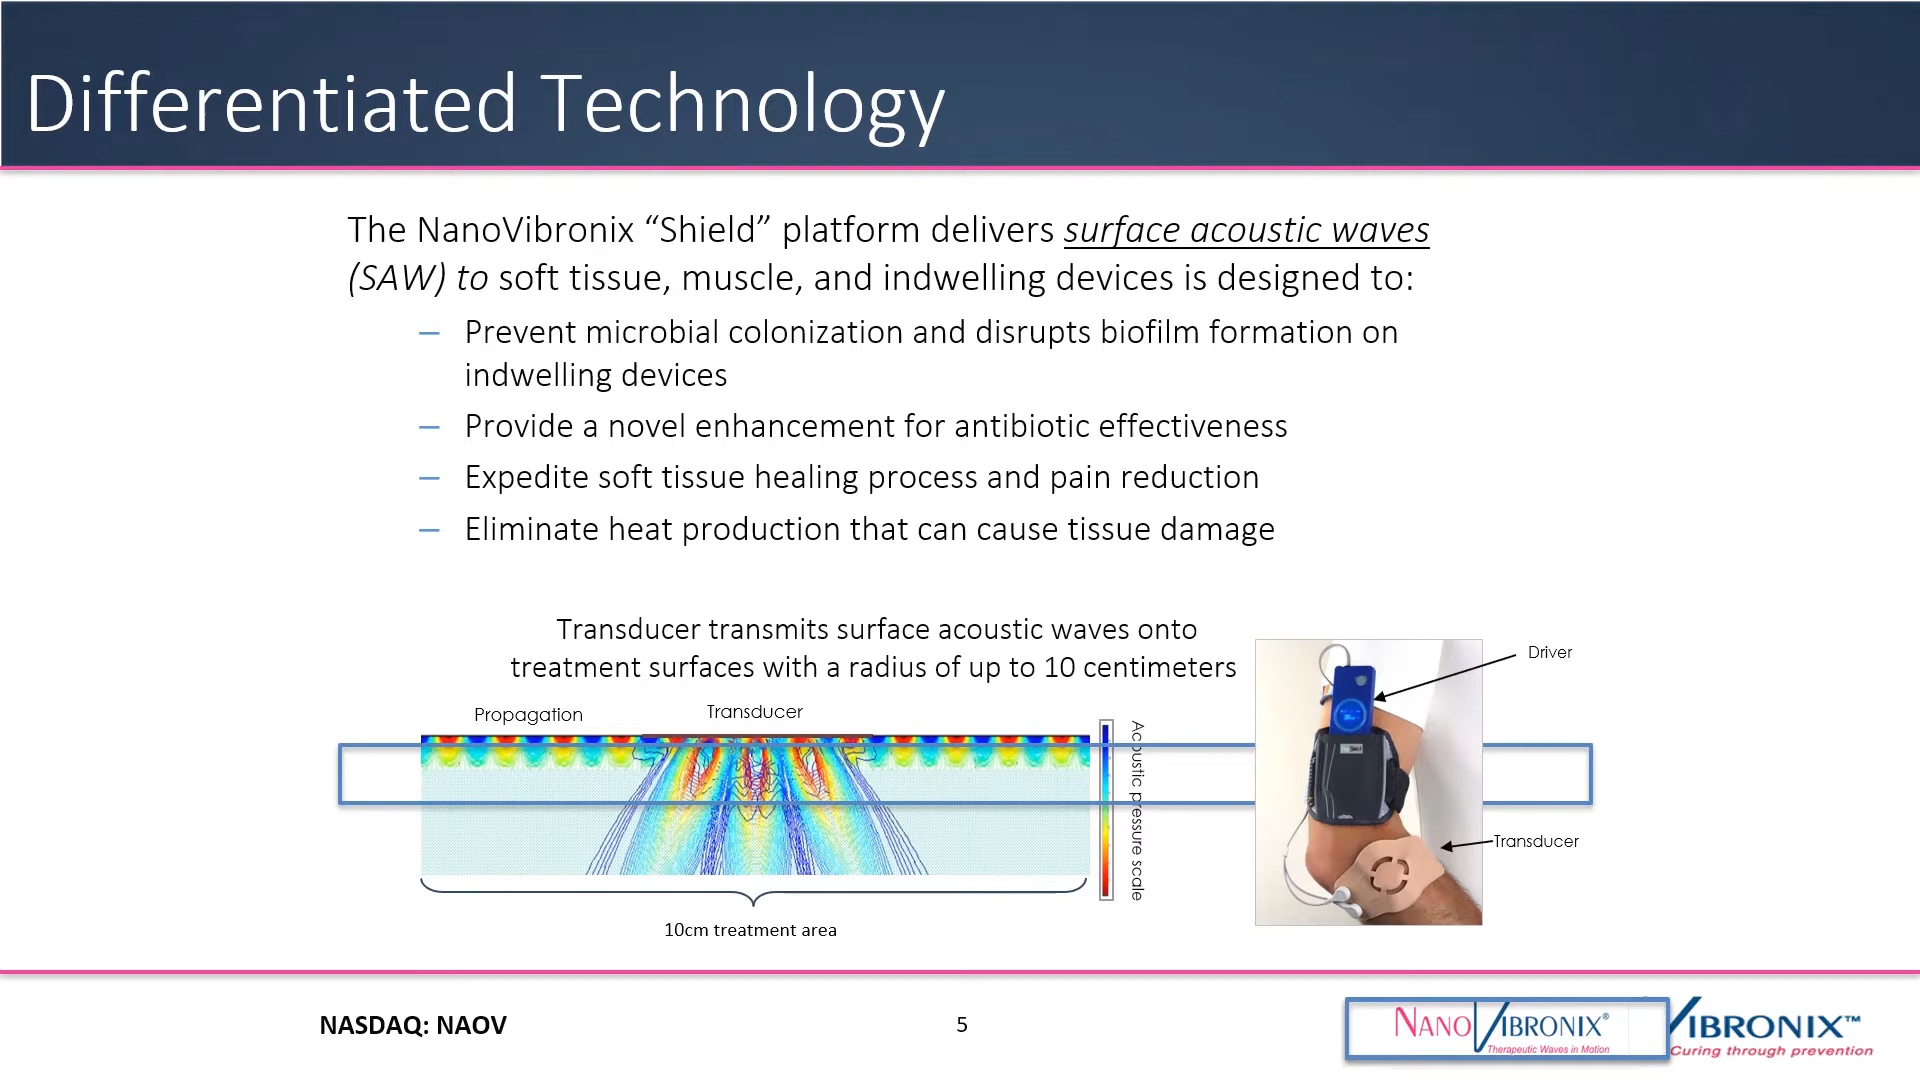 Differentiated Technology
The NanoVibronix “Shield” platform delivers surface acoustic waves
(SAW) to soft tissue, muscle, and indwelling devices is designed to:
– Prevent microbial colonization and disrupts biofilm formation on
indwelling devices
– Provide a novel enhancement for antibiotic effectiveness
– Expedite soft tissue healing process and pain reduction
– Eliminate heat production that can cause tissue damage
Transducer transmits surface acoustic waves onto
treatment surfaces with a radius of up to 10 centimeters
Propagation
Transducer
Acoustic pressure scale
10cm treatment area
Driver
Transducer
NASDAQ: NAOV
5
NANOVIBRONIX®
Therapeutic Waves in Motion
VIBRONIX™
Curing through prevention